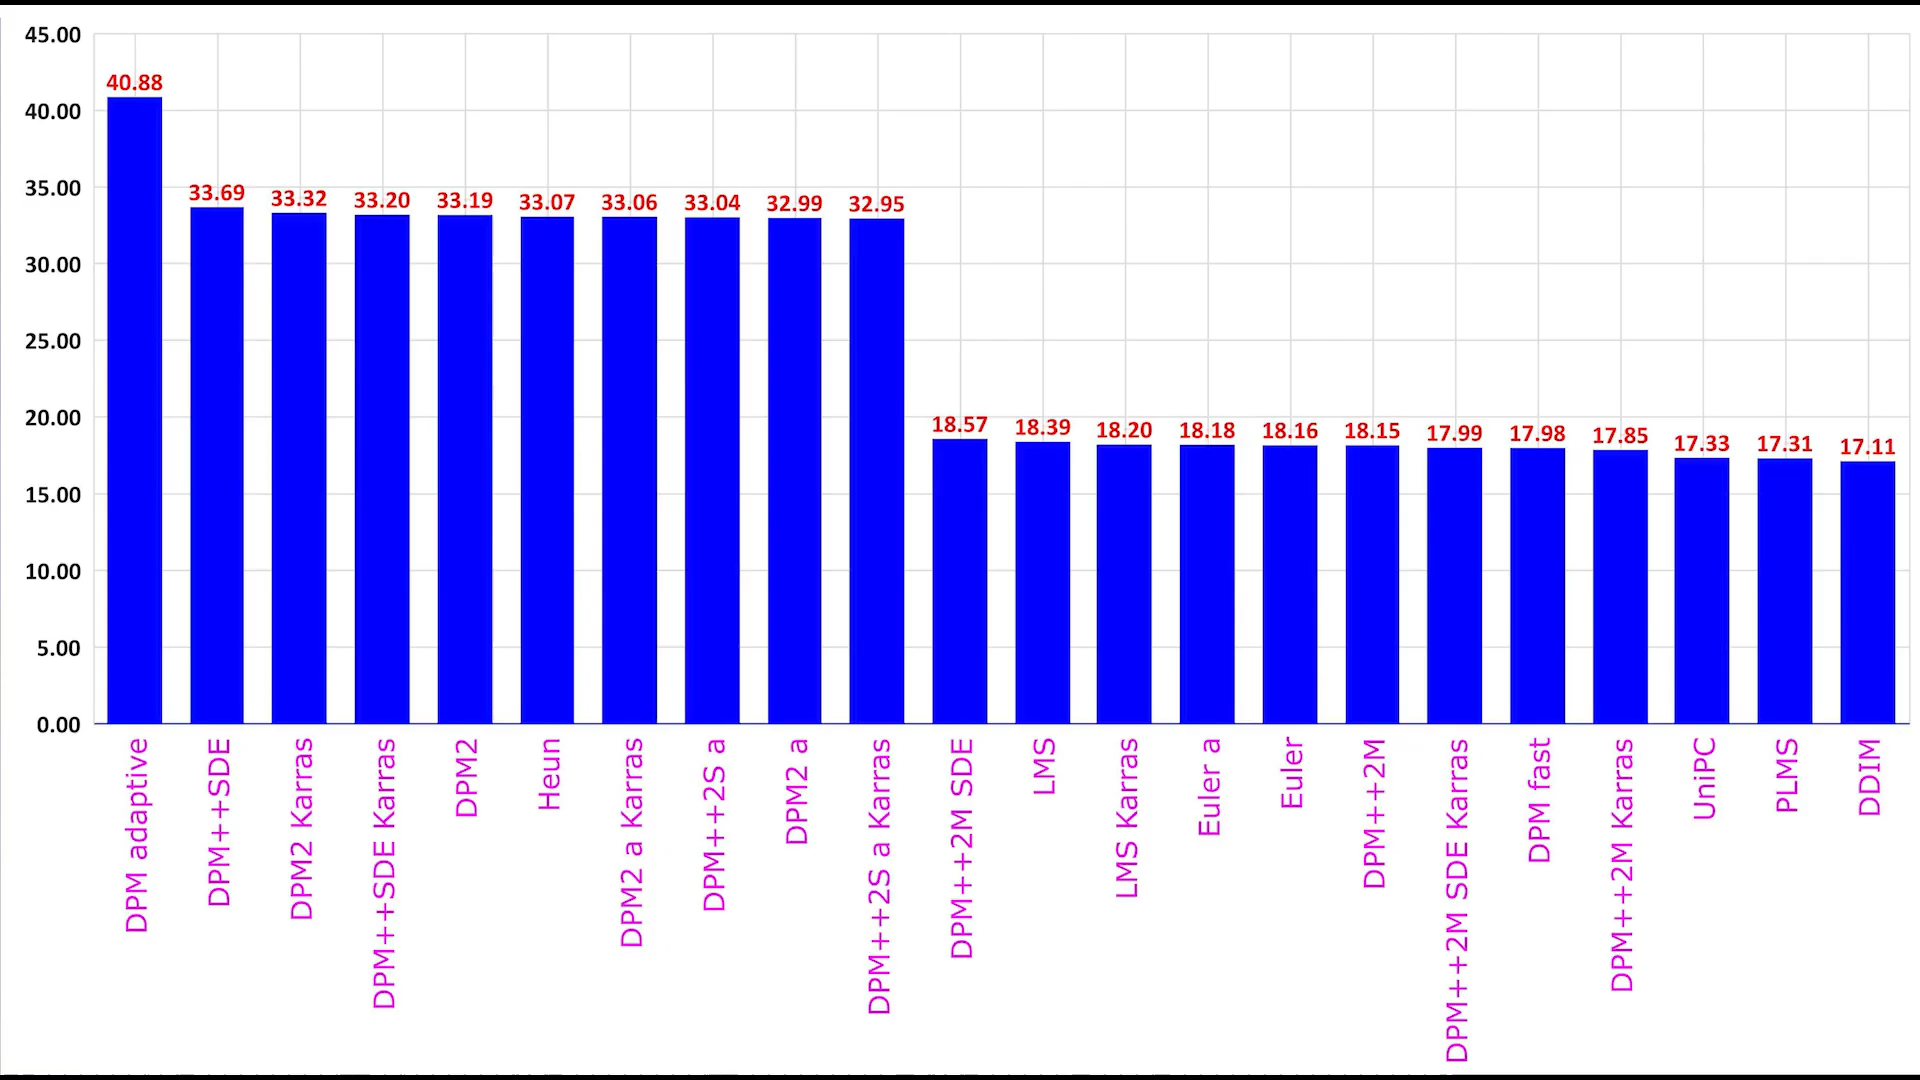 45.00
40.00
35.00
30.00
25.00
20.00
15.00
10.00
5.00
0.00
40.88
33.69
33.32
33.20
33.19
33.07
33.06
33.04
32.99
32.95
18.57
18.39
18.20
18.18
18.16
18.15
17.99
17.98
17.85
17.33
17.31
17.11
DPM adaptive
DPM++SDE
DPM2 Karras
DPM++SDE Karras
DPM2
Heun
DPM2 a Karras
DPM++2S a
DPM2 a
DPM++2S a Karras
DPM++2M SDE
LMS
LMS Karras
Euler a
Euler
DPM++2M
DPM++2M SDE Karras
DPM fast
DPM++2M Karras
UniPC
PLMS
DDIM